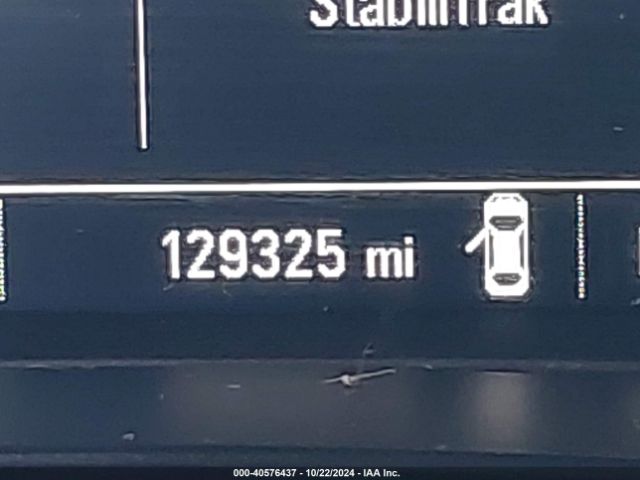 StabiliTrak
129325 mi
000-40576437 - 10/22/2024 - IAA Inc.